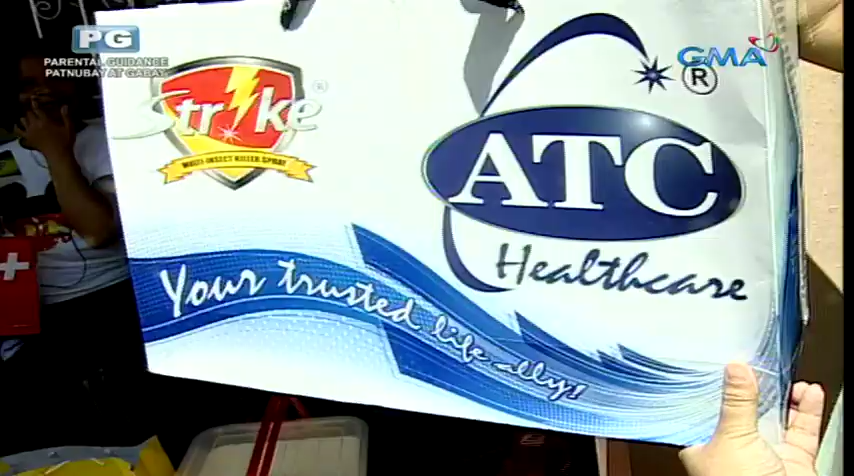 PG
PARENTAL GUIDANCE
PATNUBAY AT GABAY
GMA
Strike®
MULTI-INSECT KILLER SPRAY
®
ATC
Healthcare
Your trusted life ally!